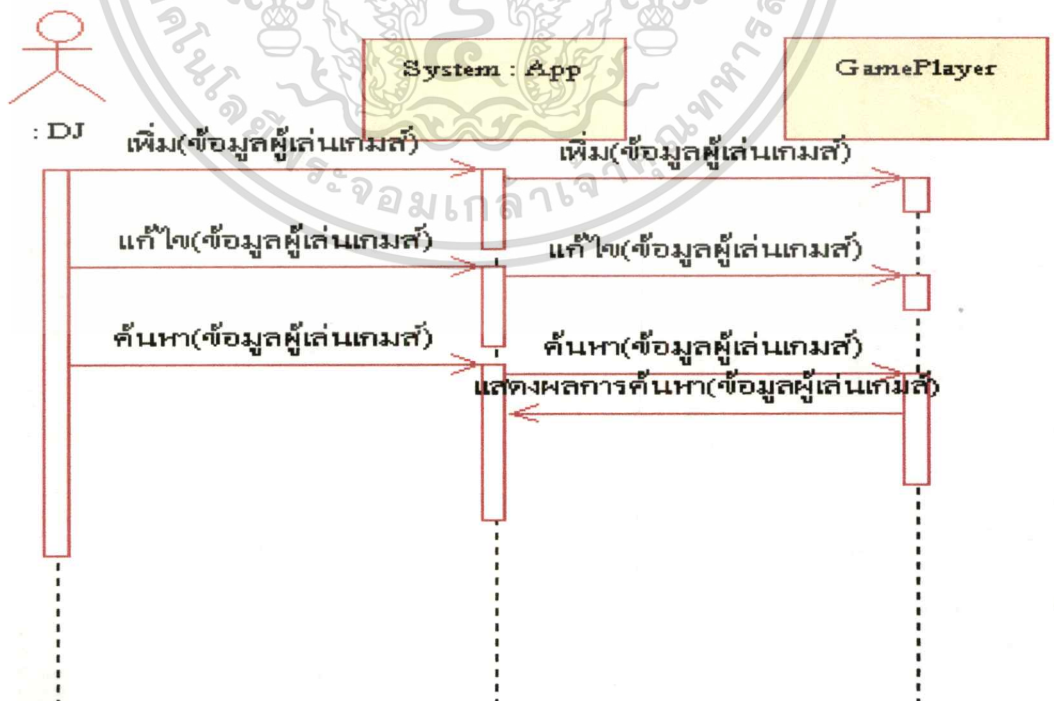 System : App
GamePlayer
: DJ
เพิ่ม(ข้อมูลผู้เล่นเกมส์)
เพิ่ม(ข้อมูลผู้เล่นเกมส์)
แก้ไข(ข้อมูลผู้เล่นเกมส์)
แก้ไข(ข้อมูลผู้เล่นเกมส์)
ค้นหา(ข้อมูลผู้เล่นเกมส์)
ค้นหา(ข้อมูลผู้เล่นเกมส์)
แสดงผลการค้นหา(ข้อมูลผู้เล่นเกมส์)